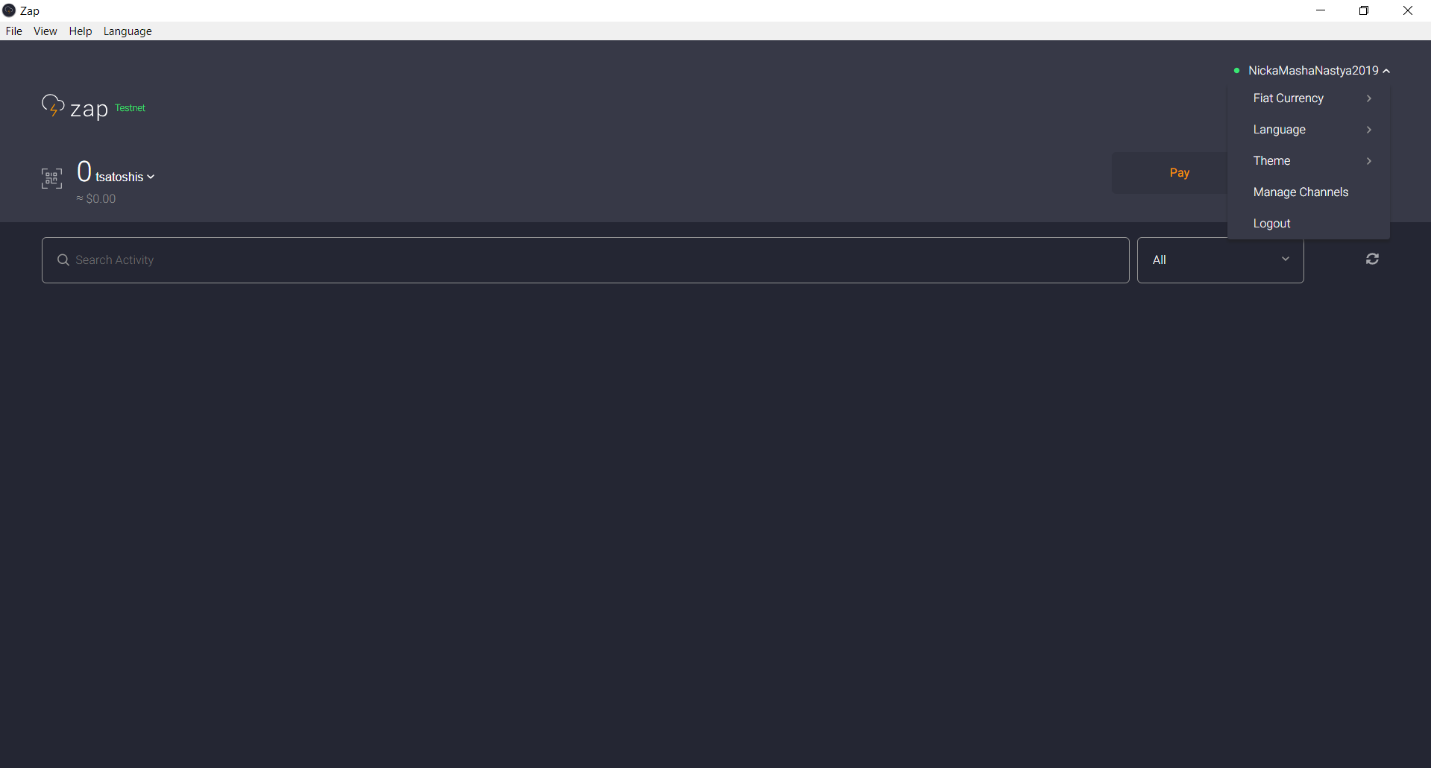 Zap
File View Help Language
NickaMashaNastya2019
zap Testnet
Fiat Currency
Language
Theme
Manage Channels
Logout
0 tsatoshis
≈ $0.00
Pay
Search Activity
All